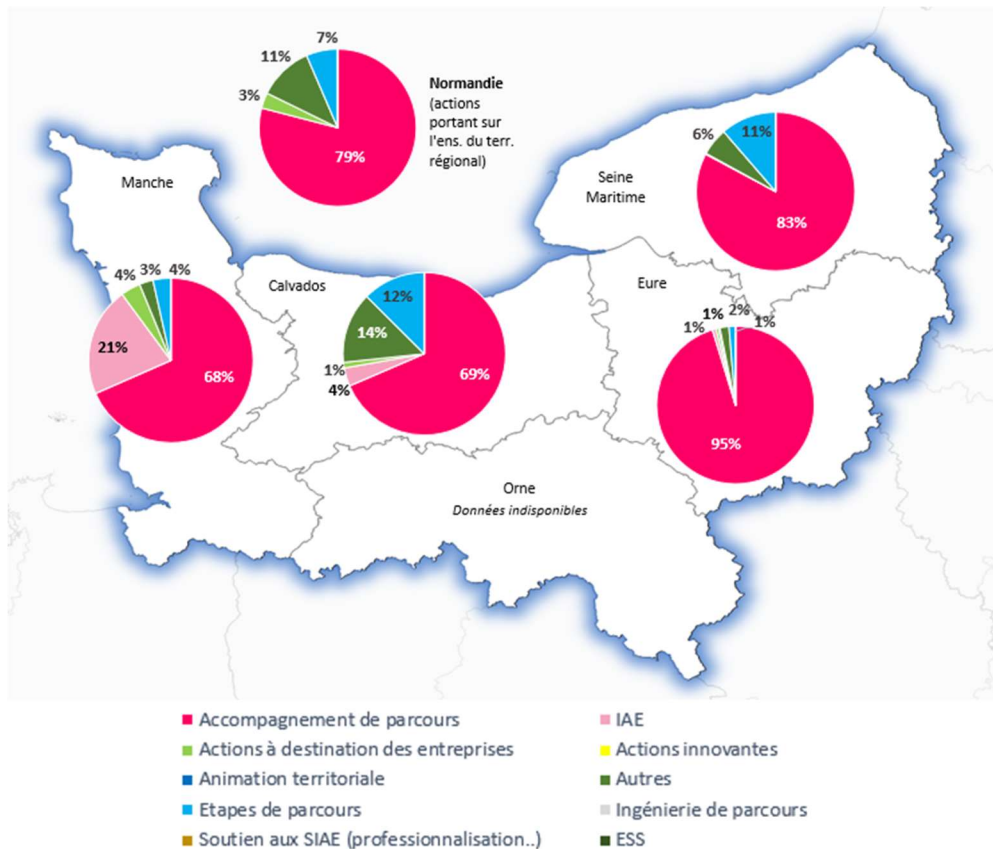 7%
11%
3%
79%
Normandie
(actions
portant sur
l'ens. du terr.
régional)
Manche
4%
3%
4%
21%
68%
Calvados
12%
14%
1%
4%
69%
Seine
Maritime
6%
11%
83%
Eure
1%
1%
2%
1%
95%
Orne
Données indisponibles
Accompagnement de parcours
IAE
Actions à destination des entreprises
Actions innovantes
Animation territoriale
Autres
Etapes de parcours
Ingénierie de parcours
Soutien aux SIAE (professionnalisation..)
ESS